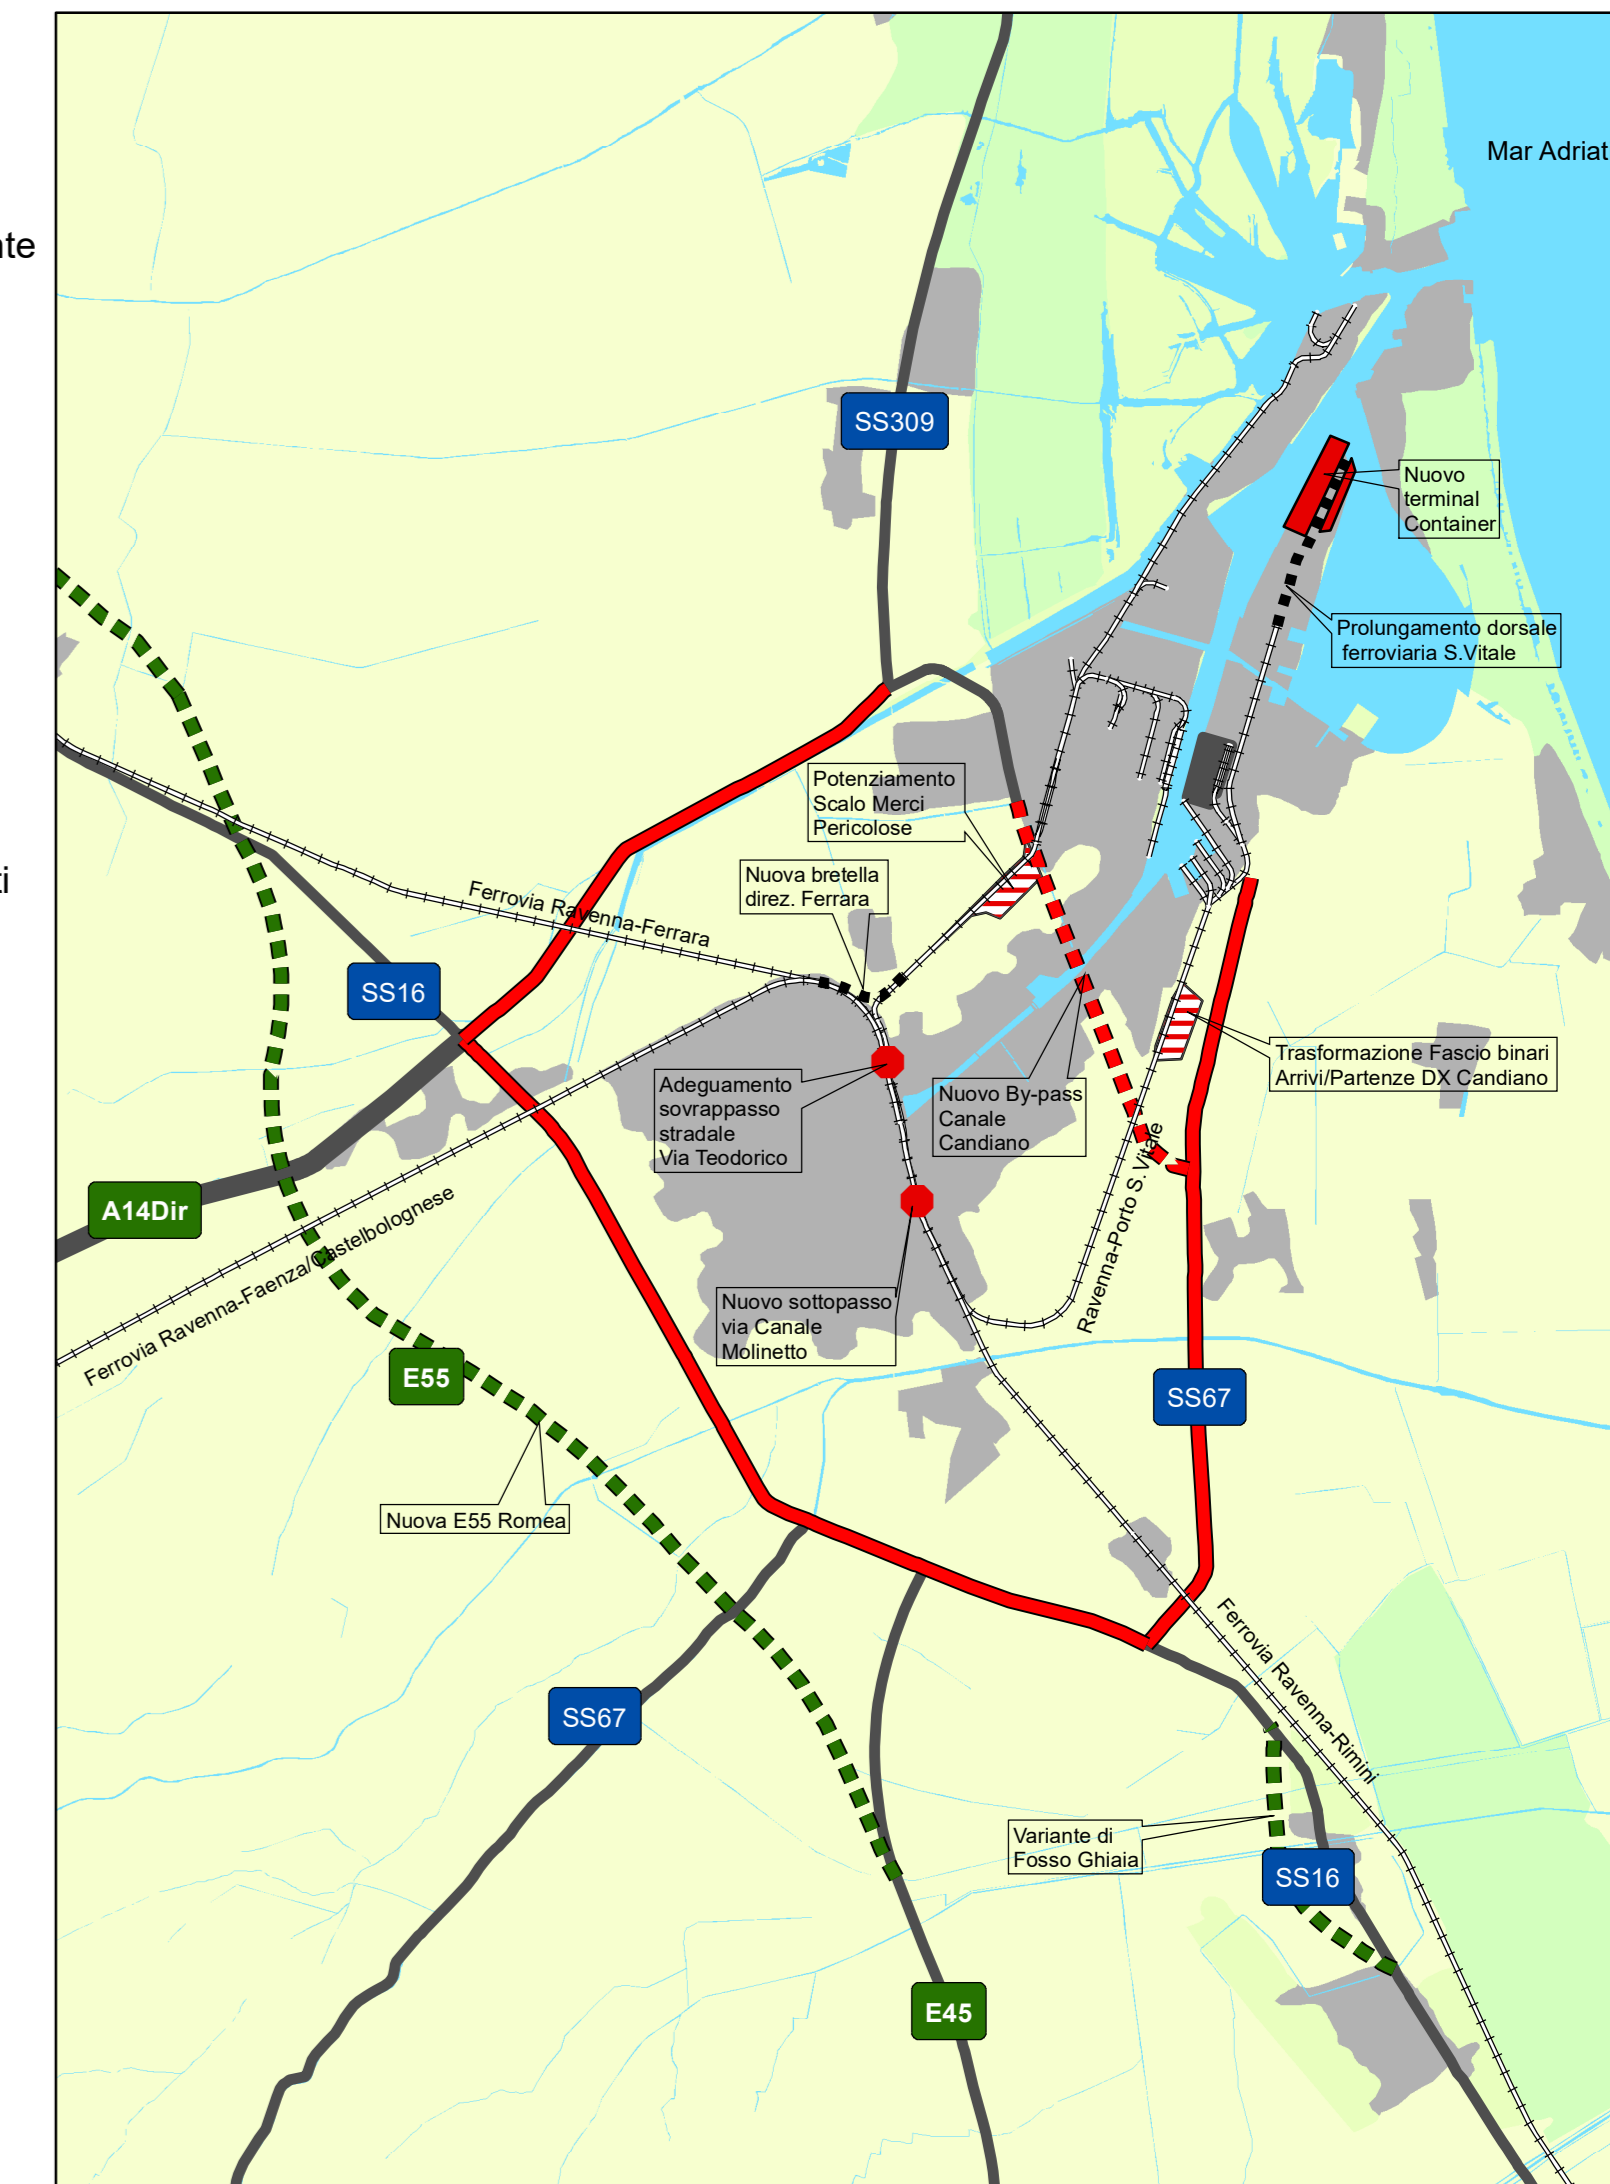 Mar Adriat
nte
SS309
Nuovo
terminal
Container
Prolungamento dorsale
ferroviaria S.Vitale
Potenziamento
Scalo Merci
Pericolose
Nuova bretella
direz. Ferrara
ti
Ferrovia Ravenna-Ferrara
SS16
Trasformazione Fascio binari
Arrivi/Partenze DX Candiano
Adeguamento
sovrappasso
stradale
Via Teodorico
Nuovo By-pass
Canale
Candiano
A14Dir
Ferrovia Ravenna-Faenza/Castelbolognese
Ravenna-Porto S.Vitale
Nuovo sottopasso
via Canale
Molinetto
E55
SS67
Nuova E55 Romea
Ferrovia Ravenna-Rimini
SS67
Variante di
Fosso Ghiaia
SS16
E45